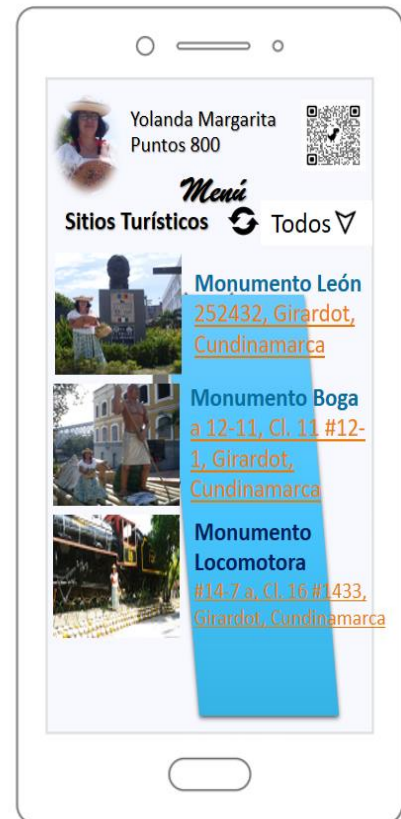 Yolanda Margarita
Puntos 800
Menú
Sitios Turísticos
Todos
Monumento León
252432, Girardot,
Cundinamarca
Monumento Boga
a 12-11, Cl. 11 #12-
1, Girardot,
Cundinamarca
Monumento
Locomotora
#14-7 a, Cl. 16 #1433,
Girardot, Cundinamarca